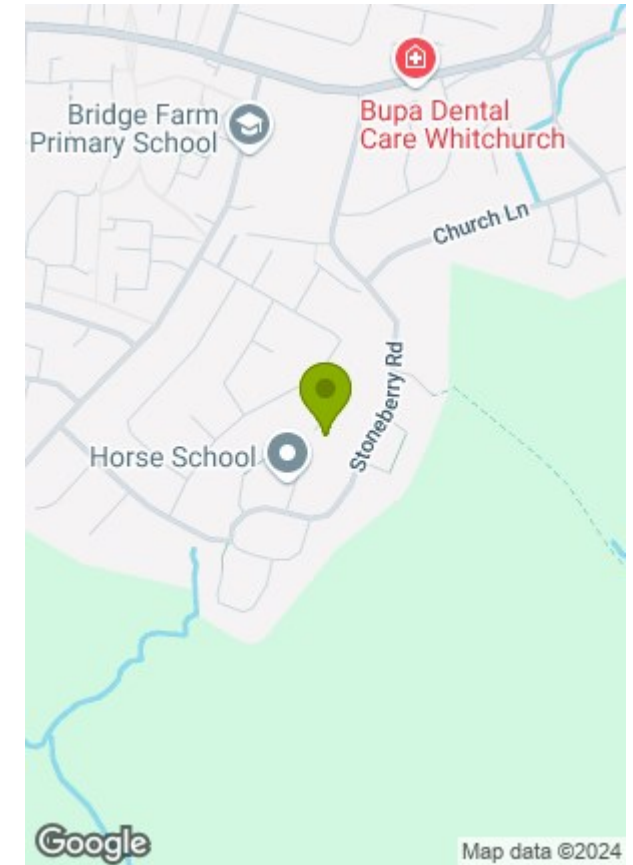 Bridge Farm
Primary School
Bupa Dental
Care Whitchurch
Church Ln
Stoneberry Rd
Horse School
Google
Map data ©2024